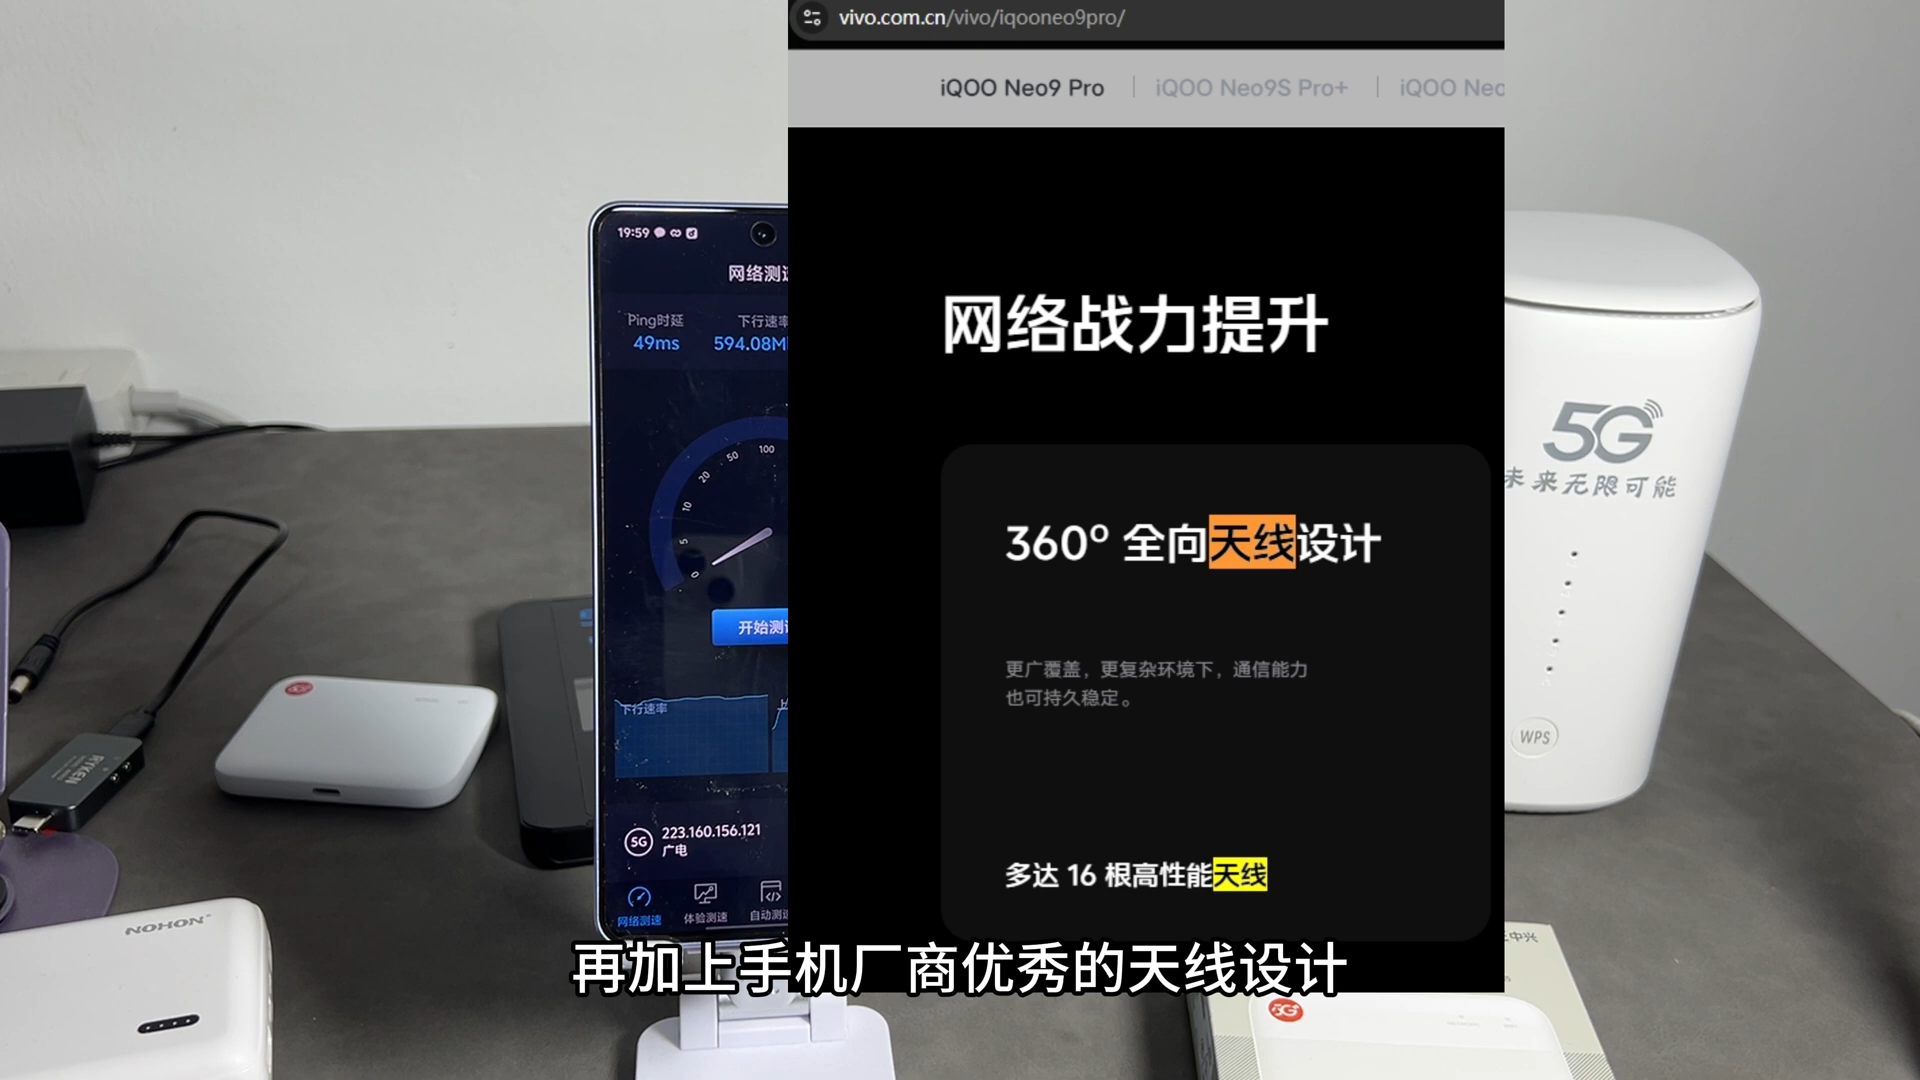 vivo.com.cn/vivo/iqooneo9pro/
iQOO Neo9 Pro
iQOO Neo9S Pro+
iQOO Neo
网络战力提升
360° 全向天线设计
更广覆盖，更复杂环境下，通信能力
也可持久稳定。
多达 16 根高性能天线
19:59
网络测速
Ping时延
下行速率
49ms
594.08M
0
5
10
20
50
100
开始测
下行速率
5G
223.160.156.121
广电
网络测速
体验测速
自动测
5G
未来无限可能
WPS
RYKEN
NOHON
中兴
5G
再加上手机厂商优秀的天线设计